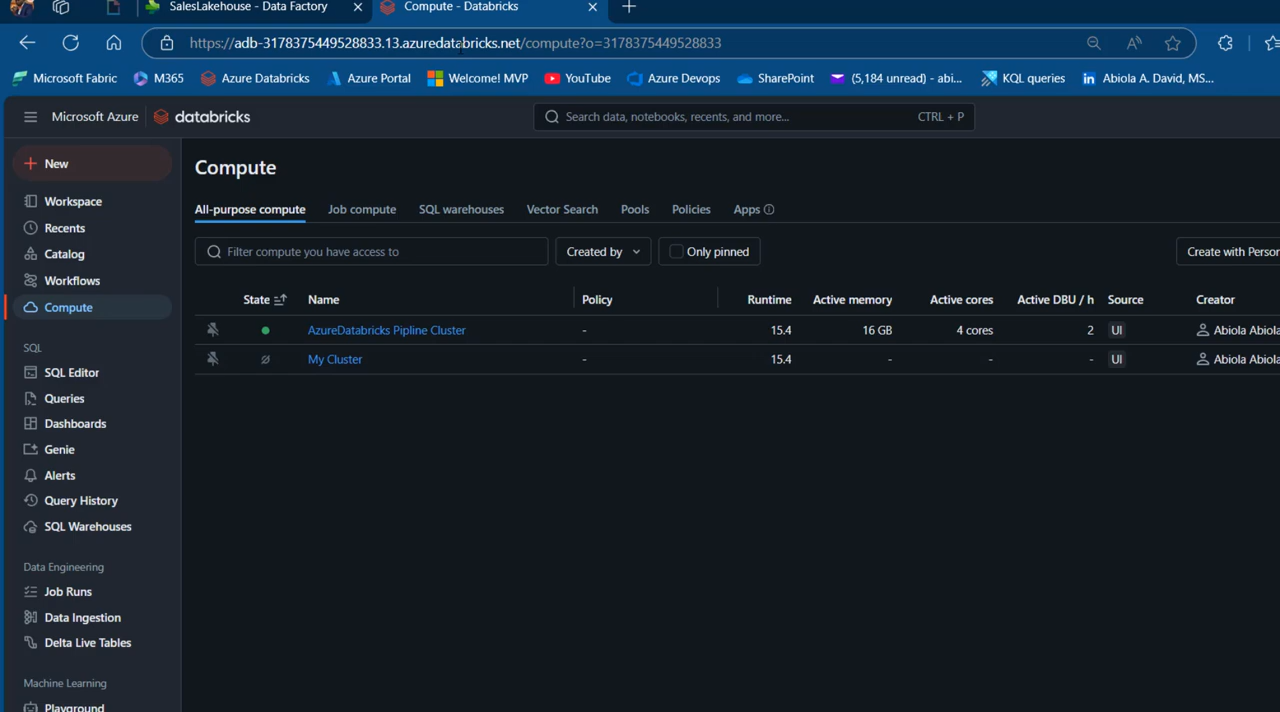 SalesLakehouse - Data Factory
Compute - Databricks
https://adb-3178375449528833.13.azuredatabricks.net/compute?o=3178375449528833
Microsoft Fabric
M365
Azure Databricks
Azure Portal
Welcome! MVP
YouTube
Azure Devops
SharePoint
(5,184 unread) - abi...
KQL queries
Abiola A. David, MS...
Microsoft Azure
databricks
Search data, notebooks, recents, and more...
CTRL + P
New
Workspace
Recents
Catalog
Workflows
Compute
SQL
SQL Editor
Queries
Dashboards
Genie
Alerts
Query History
SQL Warehouses
Data Engineering
Job Runs
Data Ingestion
Delta Live Tables
Machine Learning
Playground
Compute
All-purpose compute Job compute SQL warehouses Vector Search Pools Policies Apps
Filter compute you have access to
Created by
Only pinned
Create with Person
State Name Policy Runtime Active memory Active cores Active DBU / h Source Creator
AzureDatabricks Pipline Cluster - 15.4 16 GB 4 cores 2 UI Abiola Abiola
My Cluster - 15.4 - - - UI Abiola Abiola